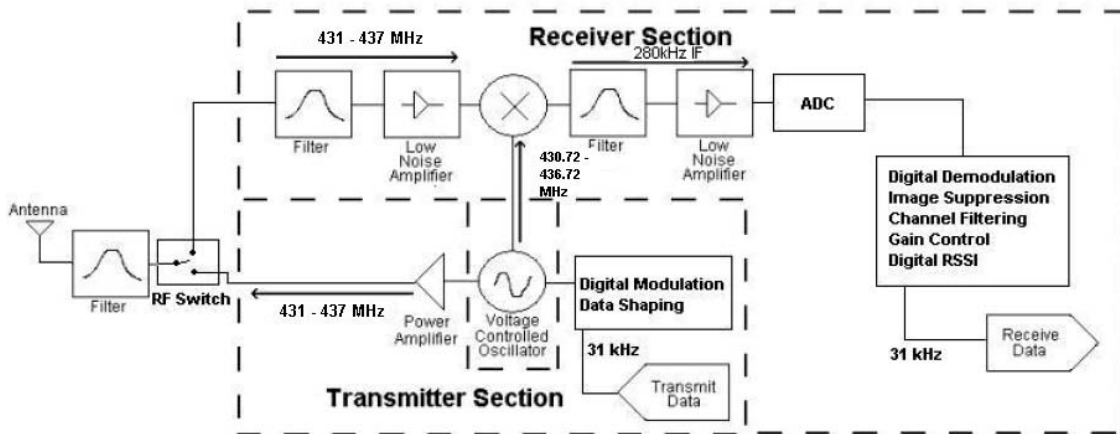 431 - 437 MHz
Receiver Section
280kHz IF
ADC
Filter
Low
Noise
Amplifier
Filter
Low
Noise
Amplifier
430.72 -
436.72
MHz
Digital Demodulation
Image Suppression
Channel Filtering
Gain Control
Digital RSSI
Antenna
Filter
RF Switch
431 - 437 MHz
Power
Amplifier
Voltage
Controlled
Oscillator
Digital Modulation
Data Shaping
31 kHz
Transmit
Data
31 kHz
Receive
Data
Transmitter Section